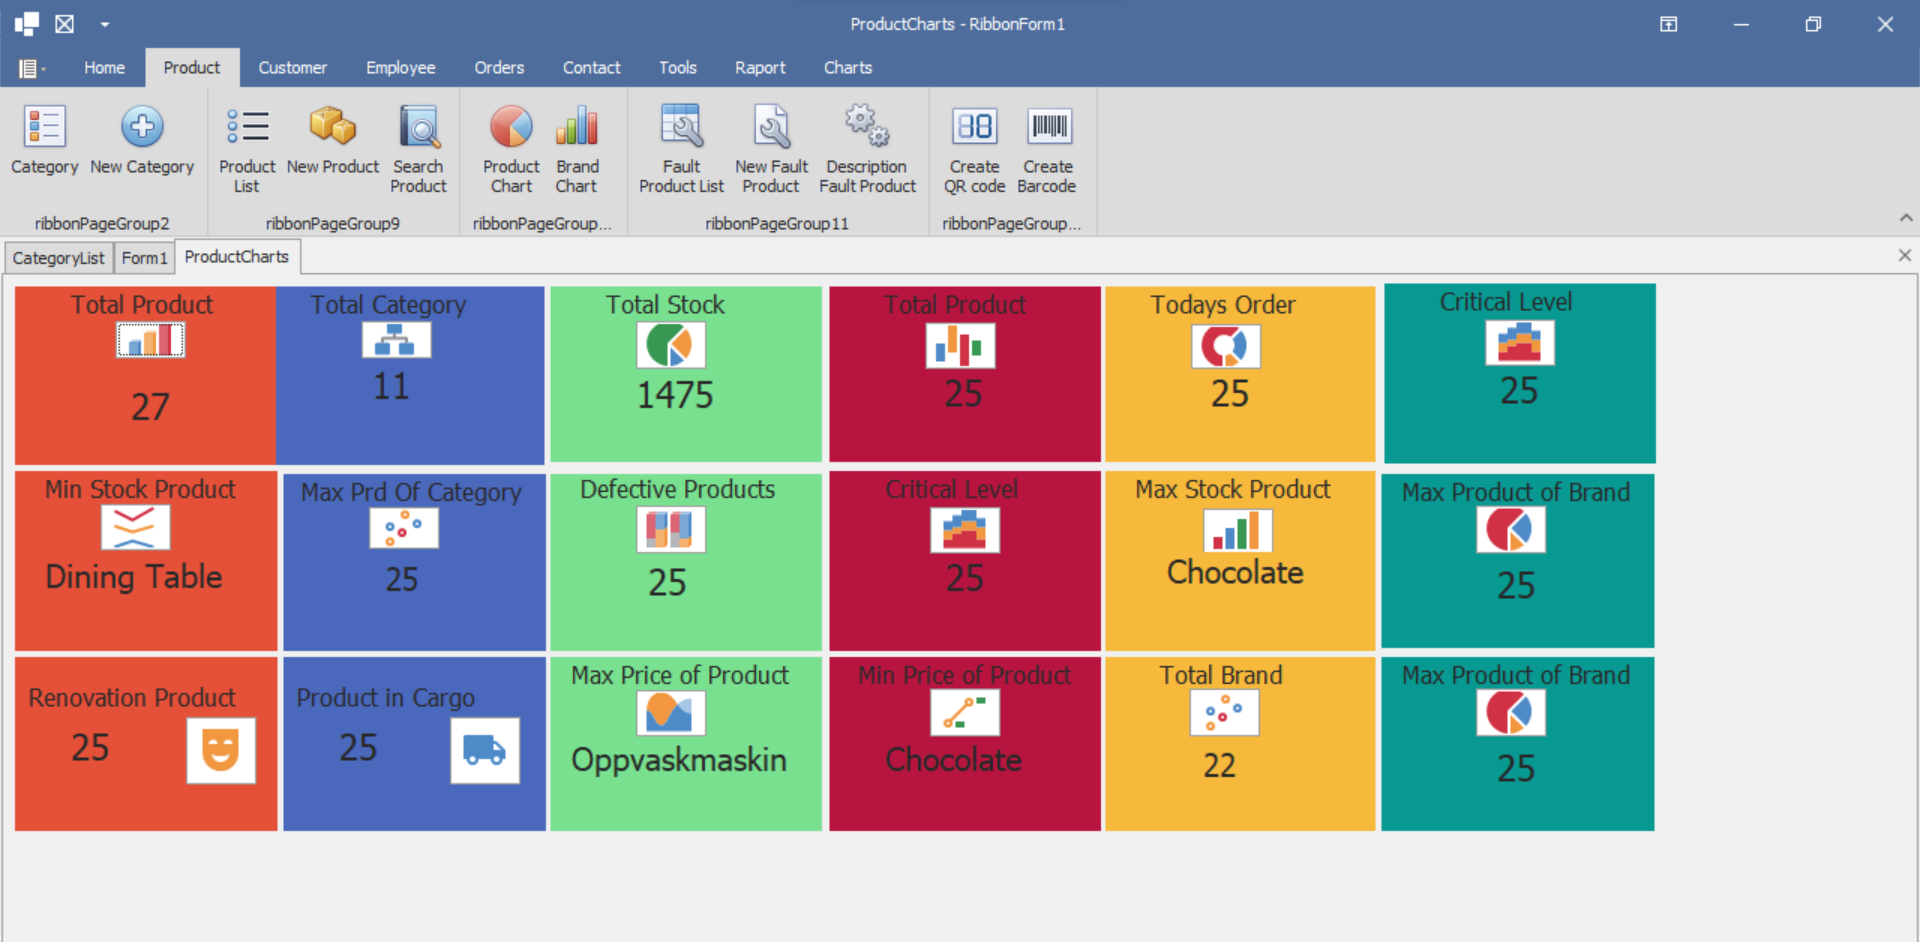 ProductCharts - RibbonForm1
Home Product Customer Employee Orders Contact Tools Raport Charts
Category New Category Product List New Product Search Product Product Chart Brand Chart Fault Product List New Fault Product Description Fault Product Create QR code Create Barcode
ribbonPageGroup2 ribbonPageGroup9 ribbonPageGroup... ribbonPageGroup11 ribbonPageGroup...
CategoryList Form1 ProductCharts
Total Product Total Category Total Stock Total Product Todays Order Critical Level
27 11 1475 25 25 25
Min Stock Product Max Prd Of Category Defective Products Critical Level Max Stock Product Max Product of Brand
Dining Table 25 25 25 Chocolate 25
Renovation Product Product in Cargo Max Price of Product Min Price of Product Total Brand Max Product of Brand
25 25 Oppvaskmaskin Chocolate 22 25